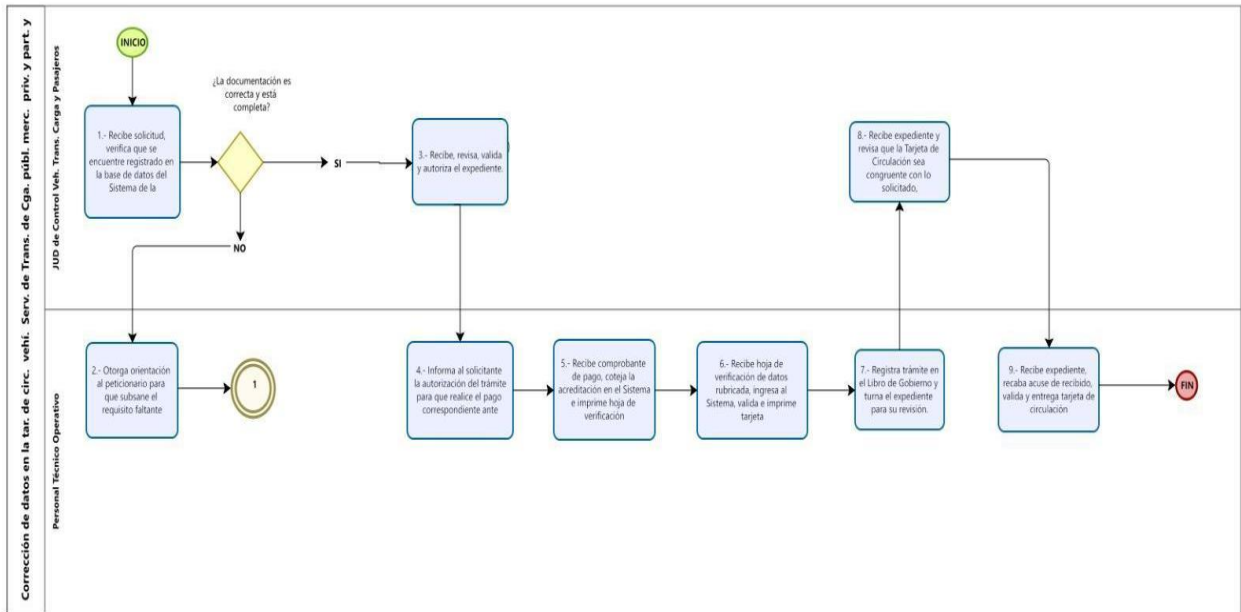 Corrección de datos en la tar. de circ. vehí. Serv. de Trans. de Cga. públ. merc. priv. y part. y
JUD de Control Veh. Trans. Carga y Pasajeros
INICIO
¿La documentación es
correcta y está
completa?
1.- Recibe solicitud,
verifica que se
encuentre registrado en
la base de datos del
Sistema de la
SI
NO
3.- Recibe, revisa, valida
y autoriza el expediente.
8.- Recibe expediente y
revisa que la Tarjeta de
Circulación sea
congruente con lo
solicitado,
Personal Técnico Operativo
2.- Otorga orientación
al peticionario para
que subsane el
requisito faltante
1
4.- Informa al solicitante
la autorización del trámite
para que realice el pago
correspondiente ante
5.- Recibe comprobante
de pago, coteja la
acreditación en el Sistema
e imprime hoja de
verificación
6.- Recibe hoja de
verificación de datos
rubricada, ingresa al
Sistema, valida e imprime
tarjeta
7.- Registra trámite en
el Libro de Gobierno y
turna el expediente
para su revisión.
9.- Recibe expediente,
recaba acuse de recibido,
valida y entrega tarjeta de
circulación
FIN